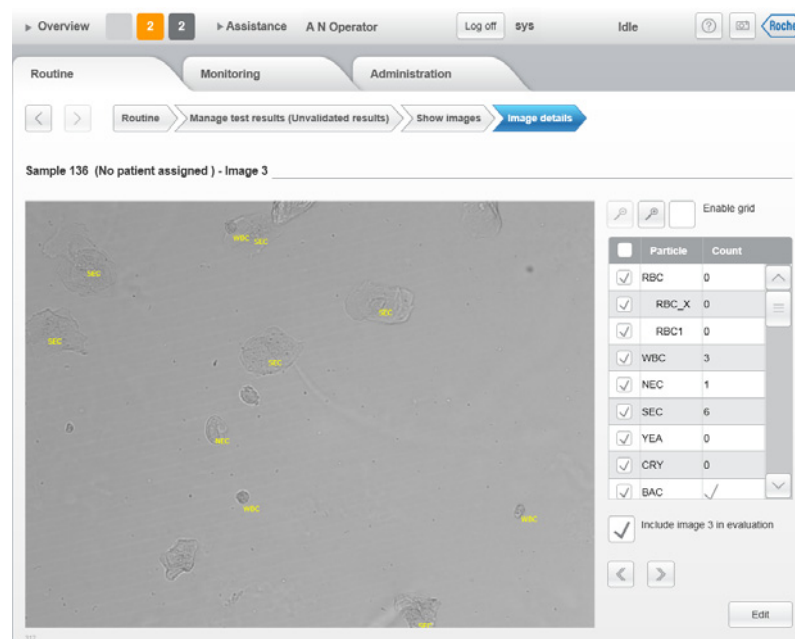 Overview 2 2 Assistance A N Operator Log off sys Idle Roche
Routine Monitoring Administration
Routine Manage test results (Unvalidated results) Show images Image details
Sample 136 (No patient assigned ) - Image 3
Enable grid
Particle Count
RBC 0
RBC_X 0
RBC1 0
WBC 3
NEC 1
SEC 6
YEA 0
CRY 0
BAC
Include image 3 in evaluation
Edit
WBC SEC
SEC
SEC
SEC
SEC
NEC
WBC
WBC
SEC